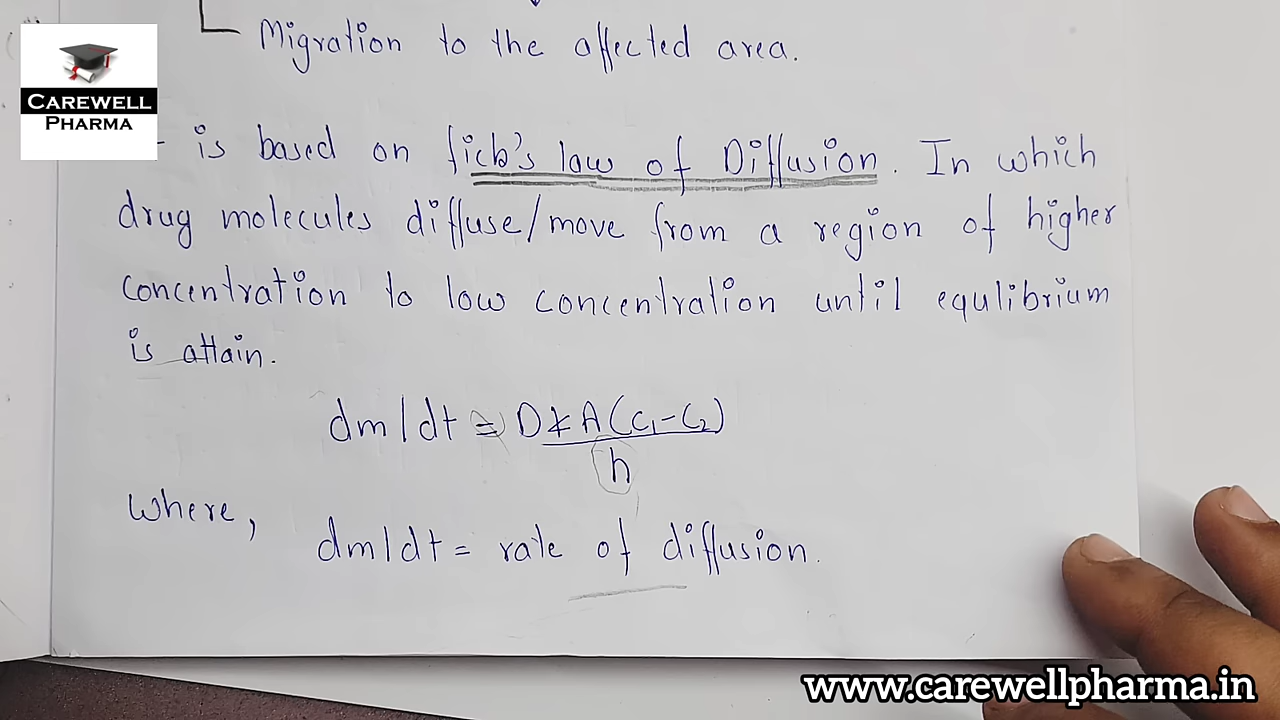 Migration to the affected area.
CAREWELL
PHARMA
- is based on fick's law of Diffusion. In which
drug molecules diffuse/move from a region of higher
concentration to low concentration until equlibrium
is attain.
dm/dt = D*A(C₁-C₂)
h
where,
dm/dt = rate of diffusion.
www.carewellpharma.in